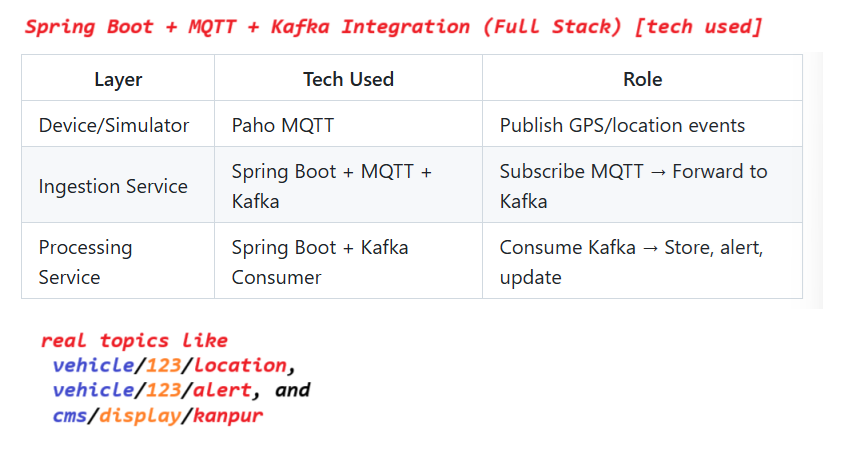 Spring Boot + MQTT + Kafka Integration (Full Stack) [tech used]
Layer Tech Used Role
Device/Simulator Paho MQTT Publish GPS/location events
Ingestion Service Spring Boot + MQTT + Kafka Subscribe MQTT → Forward to Kafka
Processing Service Spring Boot + Kafka Consumer Consume Kafka → Store, alert, update
real topics like
vehicle/123/location,
vehicle/123/alert, and
cms/display/kanpur